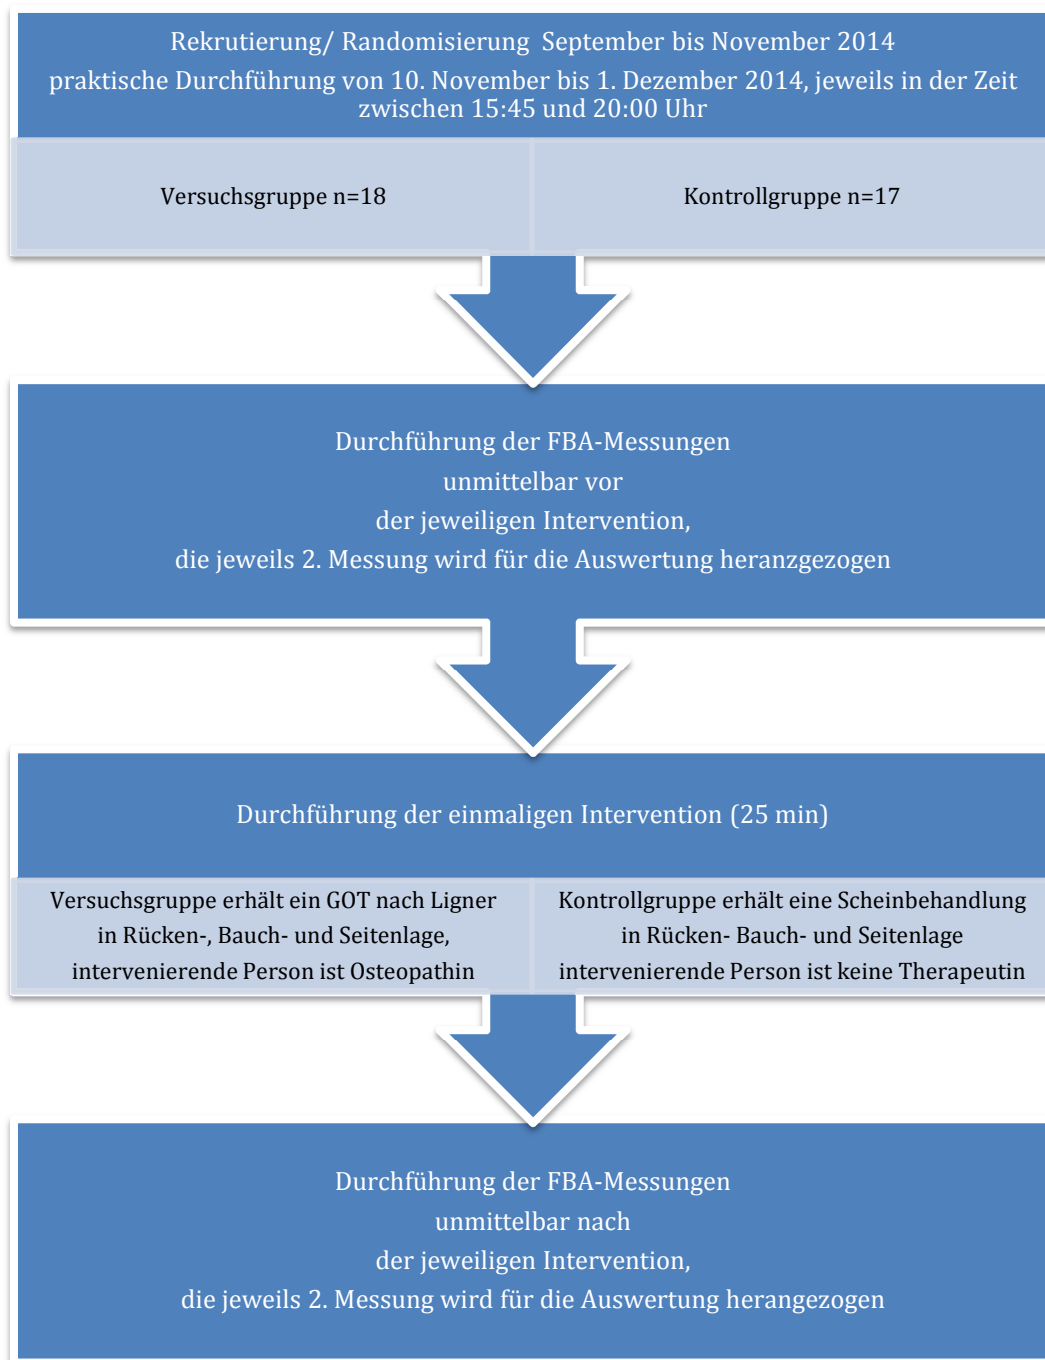 Rekrutierung/ Randomisierung  September bis November 2014
praktische Durchführung von 10. November bis 1. Dezember 2014, jeweils in der Zeit
zwischen 15:45 und 20:00 Uhr
Versuchsgruppe n=18
Kontrollgruppe n=17
Durchführung der FBA-Messungen
unmittelbar vor
der jeweiligen Intervention,
die jeweils 2. Messung wird für die Auswertung heranzgezogen
Durchführung der einmaligen Intervention (25 min)
Versuchsgruppe erhält ein GOT nach Ligner
in Rücken-, Bauch- und Seitenlage,
intervenierende Person ist Osteopathin
Kontrollgruppe erhält eine Scheinbehandlung
in Rücken- Bauch- und Seitenlage
intervenierende Person ist keine Therapeutin
Durchführung der FBA-Messungen
unmittelbar nach
der jeweiligen Intervention,
die jeweils 2. Messung wird für die Auswertung herangezogen